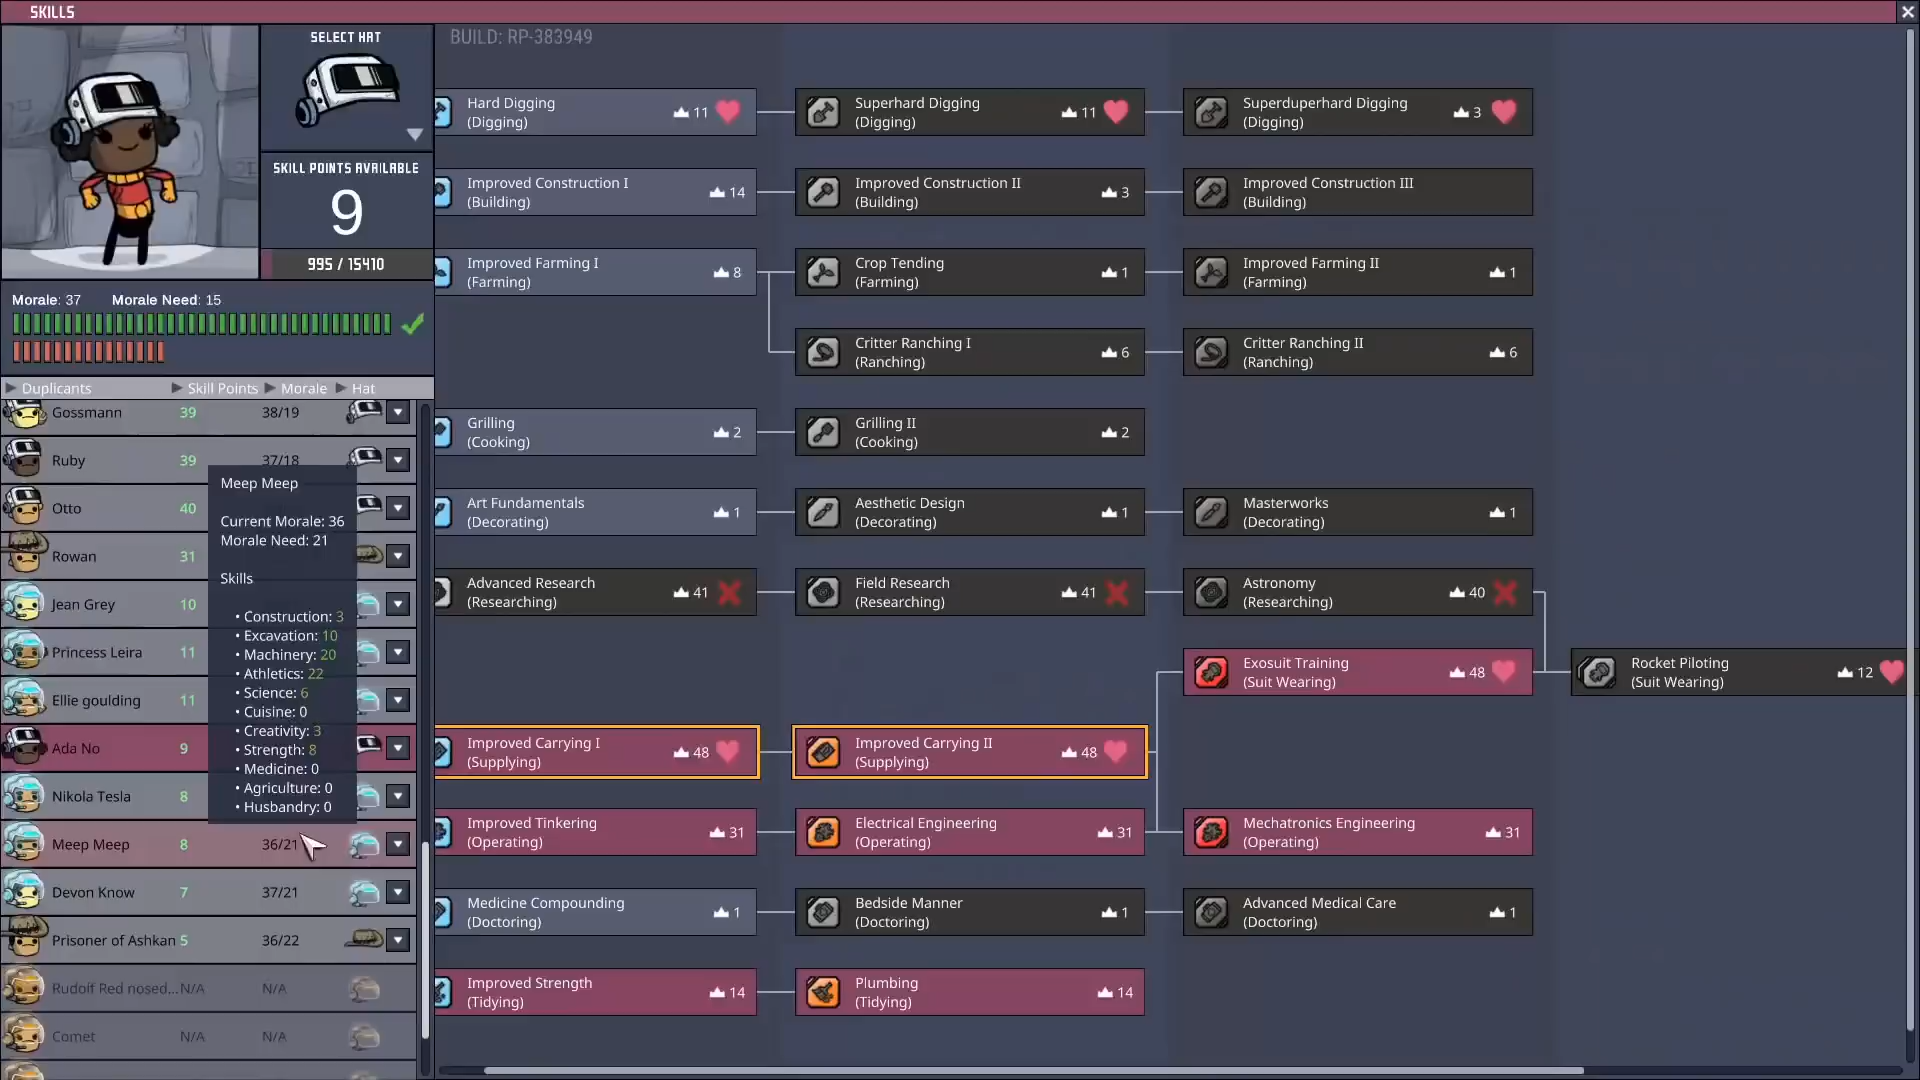 SKILLS
SELECT HAT
SKILL POINTS AVAILABLE
9
995 / 15410
Morale: 37 Morale Need: 15
Duplicants Skill Points Morale Hat
Gossmann 39 38/19
Ruby 39 37/18
Otto 40
Rowan 31
Jean Grey 10
Princess Leira 11
Ellie goulding 11
Ada No 9
Nikola Tesla 8
Meep Meep 8 36/21
Devon Know 7 37/21
Prisoner of Ashkan 5 36/22
Rudolf Red nosed... N/A N/A
Comet N/A N/A
Meep Meep
Current Morale: 36
Morale Need: 21
Skills
• Construction: 3
• Excavation: 10
• Machinery: 20
• Athletics: 22
• Science: 6
• Cuisine: 0
• Creativity: 3
• Strength: 8
• Medicine: 0
• Agriculture: 0
• Husbandry: 0
BUILD: RP-383949
Hard Digging 11
(Digging)
Superhard Digging 11
(Digging)
Superduperhard Digging 3
(Digging)
Improved Construction I 14
(Building)
Improved Construction II 3
(Building)
Improved Construction III
(Building)
Improved Farming I 8
(Farming)
Crop Tending 1
(Farming)
Improved Farming II 1
(Farming)
Critter Ranching I 6
(Ranching)
Critter Ranching II 6
(Ranching)
Grilling 2
(Cooking)
Grilling II 2
(Cooking)
Art Fundamentals 1
(Decorating)
Aesthetic Design 1
(Decorating)
Masterworks 1
(Decorating)
Advanced Research 41
(Researching)
Field Research 41
(Researching)
Astronomy 40
(Researching)
Exosuit Training 48
(Suit Wearing)
Rocket Piloting 12
(Suit Wearing)
Improved Carrying I 48
(Supplying)
Improved Carrying II 48
(Supplying)
Improved Tinkering 31
(Operating)
Electrical Engineering 31
(Operating)
Mechatronics Engineering 31
(Operating)
Medicine Compounding 1
(Doctoring)
Bedside Manner 1
(Doctoring)
Advanced Medical Care 1
(Doctoring)
Improved Strength 14
(Tidying)
Plumbing 14
(Tidying)